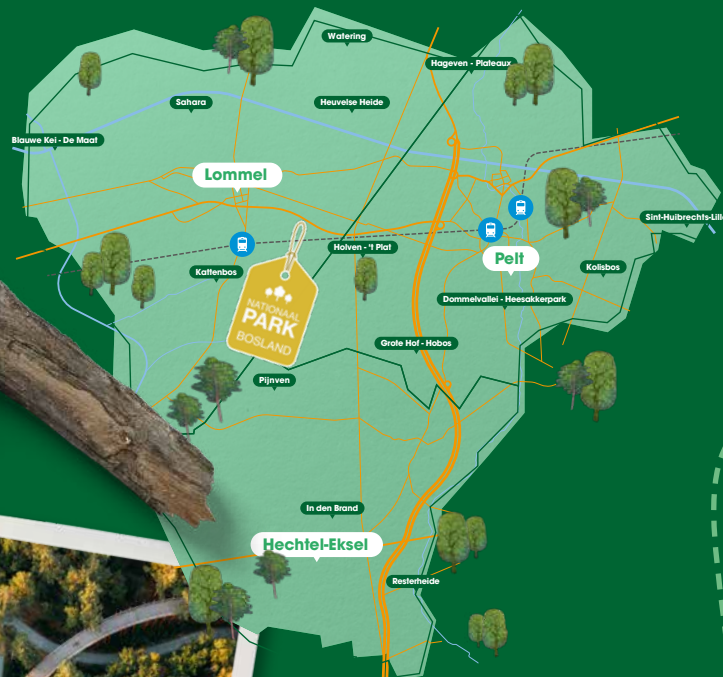 Watering
Hageven - Plateaux
Sahara
Heuvelse Heide
Blauwe Kei - De Maat
Lommel
Sint-Huibrechts-Lill
Holven - 't Plat
Pelt
Kattenbos
Kolisbos
NATIONAAL
PARK
BOSLAND
Dommelvallei - Heesakkerpark
Grote Hof - Hobos
Pijnven
In den Brand
Hechtel-Eksel
Resterheide